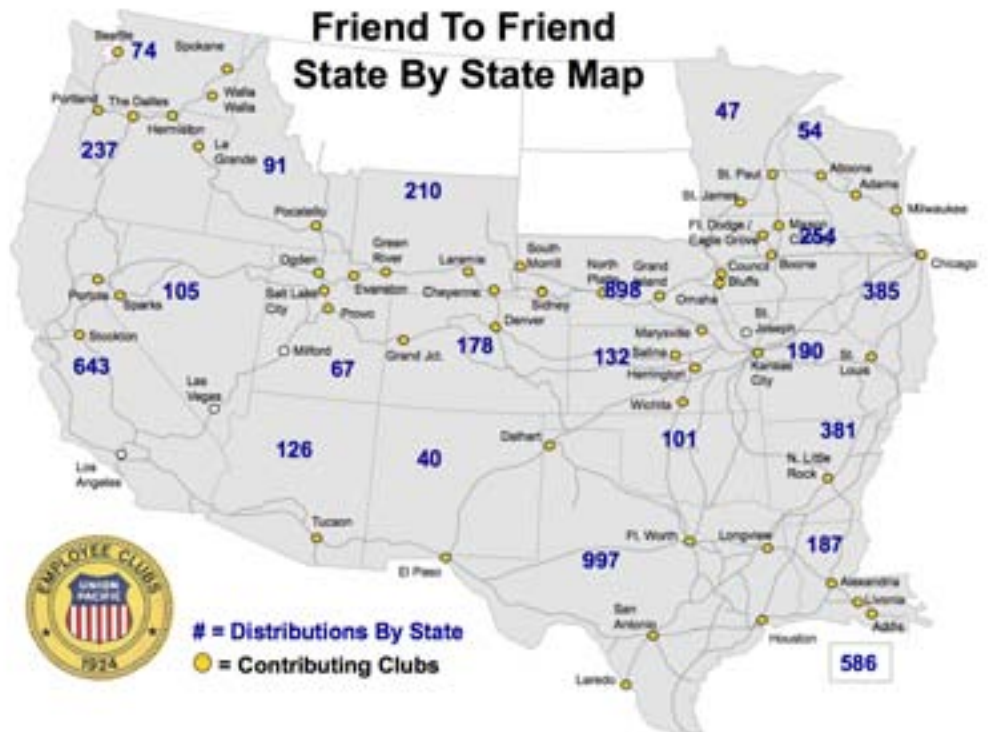 Friend To Friend
State By State Map
Seattle
74
Spokane
Walla
Walla
Portland
The Dalles
Hermiston
La
Grande
237
91
47
54
St. Paul
Altoona
Adams
St. James
Milwaukee
Ft. Dodge /
Eagle Grove
Mason
254
Boone
Chicago
210
Pocatello
Green
River
Ogden
Evanston
Laramie
South
Morrill
North
Grand
Council
Bluffs
Omaha
898
385
Portola
Sparks
105
Salt Lake
City
Provo
Cheyenne
Sidney
Denver
Stockton
643
Milford
67
Grand Jct.
178
Marysville
132
Salina
Herrington
St.
Joseph
Kansas
City
190
St.
Louis
Las
Vegas
Wichita
Los
Angeles
126
40
Dalhart
101
381
N. Little
Rock
Tucson
El Paso
997
Ft. Worth
Longview
187
Alexandria
Livonia
Addis
San
Antonio
Houston
Laredo
586
EMPLOYEE CLUBS
UNION
PACIFIC
1924
# = Distributions By State
= Contributing Clubs